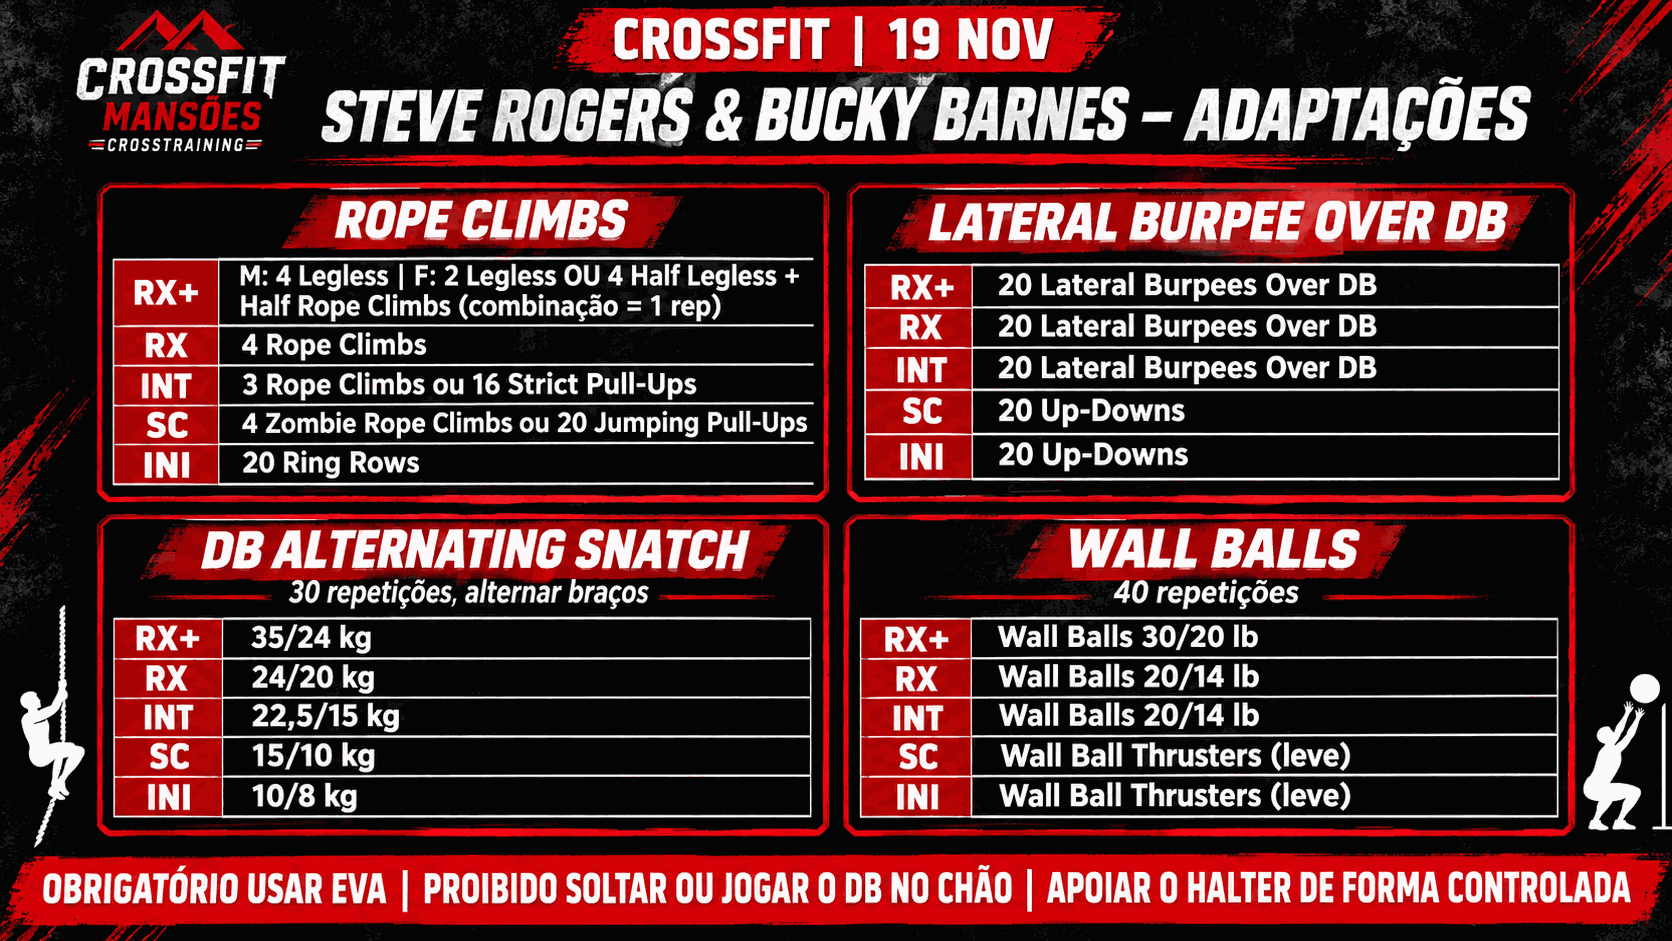 CROSSFIT
MANSÕES
CROSSTRAINING
CROSSFIT | 19 NOV
STEVE ROGERS & BUCKY BARNES – ADAPTAÇÕES
ROPE CLIMBS
RX+ M: 4 Legless | F: 2 Legless OU 4 Half Legless +
Half Rope Climbs (combinação = 1 rep)
RX 4 Rope Climbs
INT 3 Rope Climbs ou 16 Strict Pull-Ups
SC 4 Zombie Rope Climbs ou 20 Jumping Pull-Ups
INI 20 Ring Rows
LATERAL BURPEE OVER DB
RX+ 20 Lateral Burpees Over DB
RX 20 Lateral Burpees Over DB
INT 20 Lateral Burpees Over DB
SC 20 Up-Downs
INI 20 Up-Downs
DB ALTERNATING SNATCH
30 repetições, alternar braços
RX+ 35/24 kg
RX 24/20 kg
INT 22,5/15 kg
SC 15/10 kg
INI 10/8 kg
WALL BALLS
40 repetições
RX+ Wall Balls 30/20 lb
RX Wall Balls 20/14 lb
INT Wall Balls 20/14 lb
SC Wall Ball Thrusters (leve)
INI Wall Ball Thrusters (leve)
OBRIGATÓRIO USAR EVA | PROIBIDO SOLTAR OU JOGAR O DB NO CHÃO | APOIAR O HALTER DE FORMA CONTROLADA